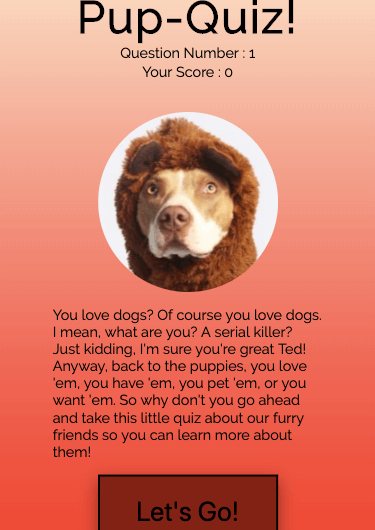 Pup-Quiz!
Question Number : 1
Your Score : 0
You love dogs? Of course you love dogs.
I mean, what are you? A serial killer?
Just kidding, I'm sure you're great Ted!
Anyway, back to the puppies, you love
'em, you have 'em, you pet 'em, or you
want 'em. So why don't you go ahead
and take this little quiz about our furry
friends so you can learn more about
them!
Let's Go!